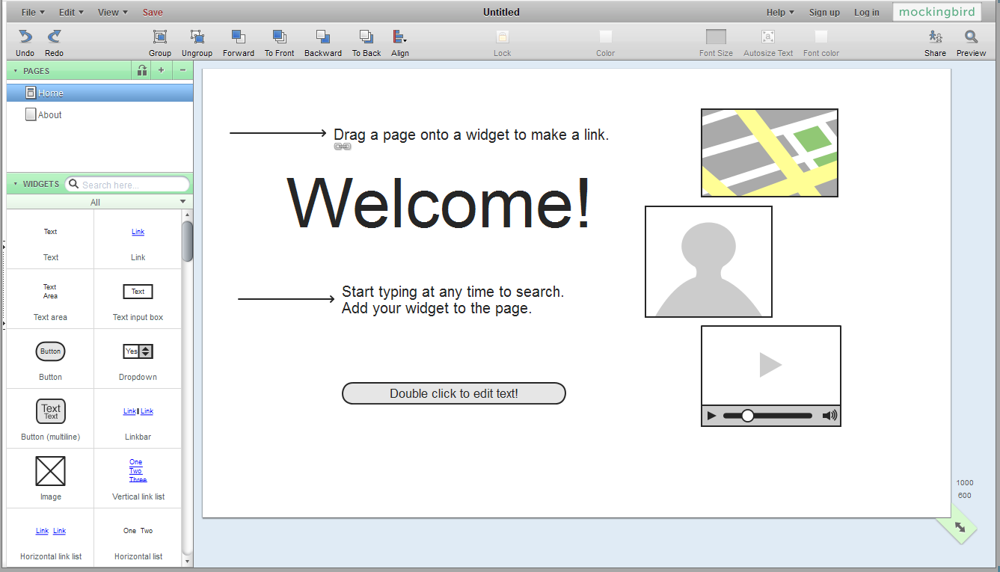 File Edit View Save Untitled Help Sign up Log in mockingbird
Undo Redo Group Ungroup Forward To Front Backward To Back Align Lock Color Font Size Autosize Text Font color Share Preview
PAGES + −
Home
About
WIDGETS Search here...
All
Text Link
Text Link
Text
Area
Text
Text area Text input box
Button Yes
Button Dropdown
Text
Text
Link Link
Button (multiline) Linkbar
One
Two
Three
Image Vertical link list
Link Link One Two
Horizontal link list Horizontal list
Drag a page onto a widget to make a link.
Welcome!
Start typing at any time to search.
Add your widget to the page.
Double click to edit text!
1000
600